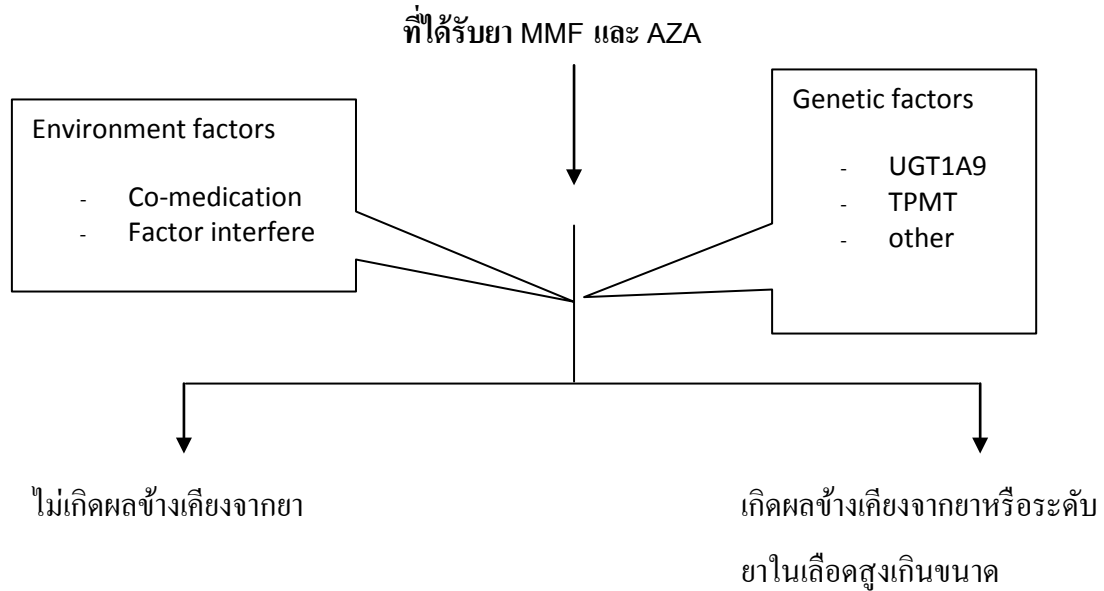 ที่ได้รับยา MMF และ AZA
Environment factors
- Co-medication
- Factor interfere
Genetic factors
- UGT1A9
- TPMT
- other
ไม่เกิดผลข้างเคียงจากยา
เกิดผลข้างเคียงจากยาหรือระดับ
ยาในเลือดสูงเกินขนาด